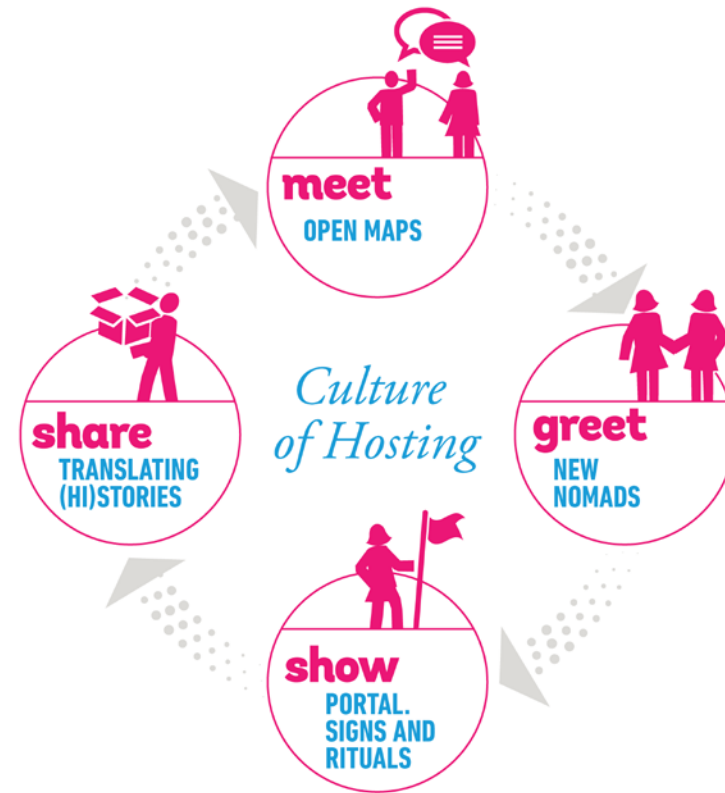 meet
OPEN MAPS
share
TRANSLATING
(HI)STORIES
Culture
of Hosting
greet
NEW
NOMADS
show
PORTAL.
SIGNS AND
RITUALS